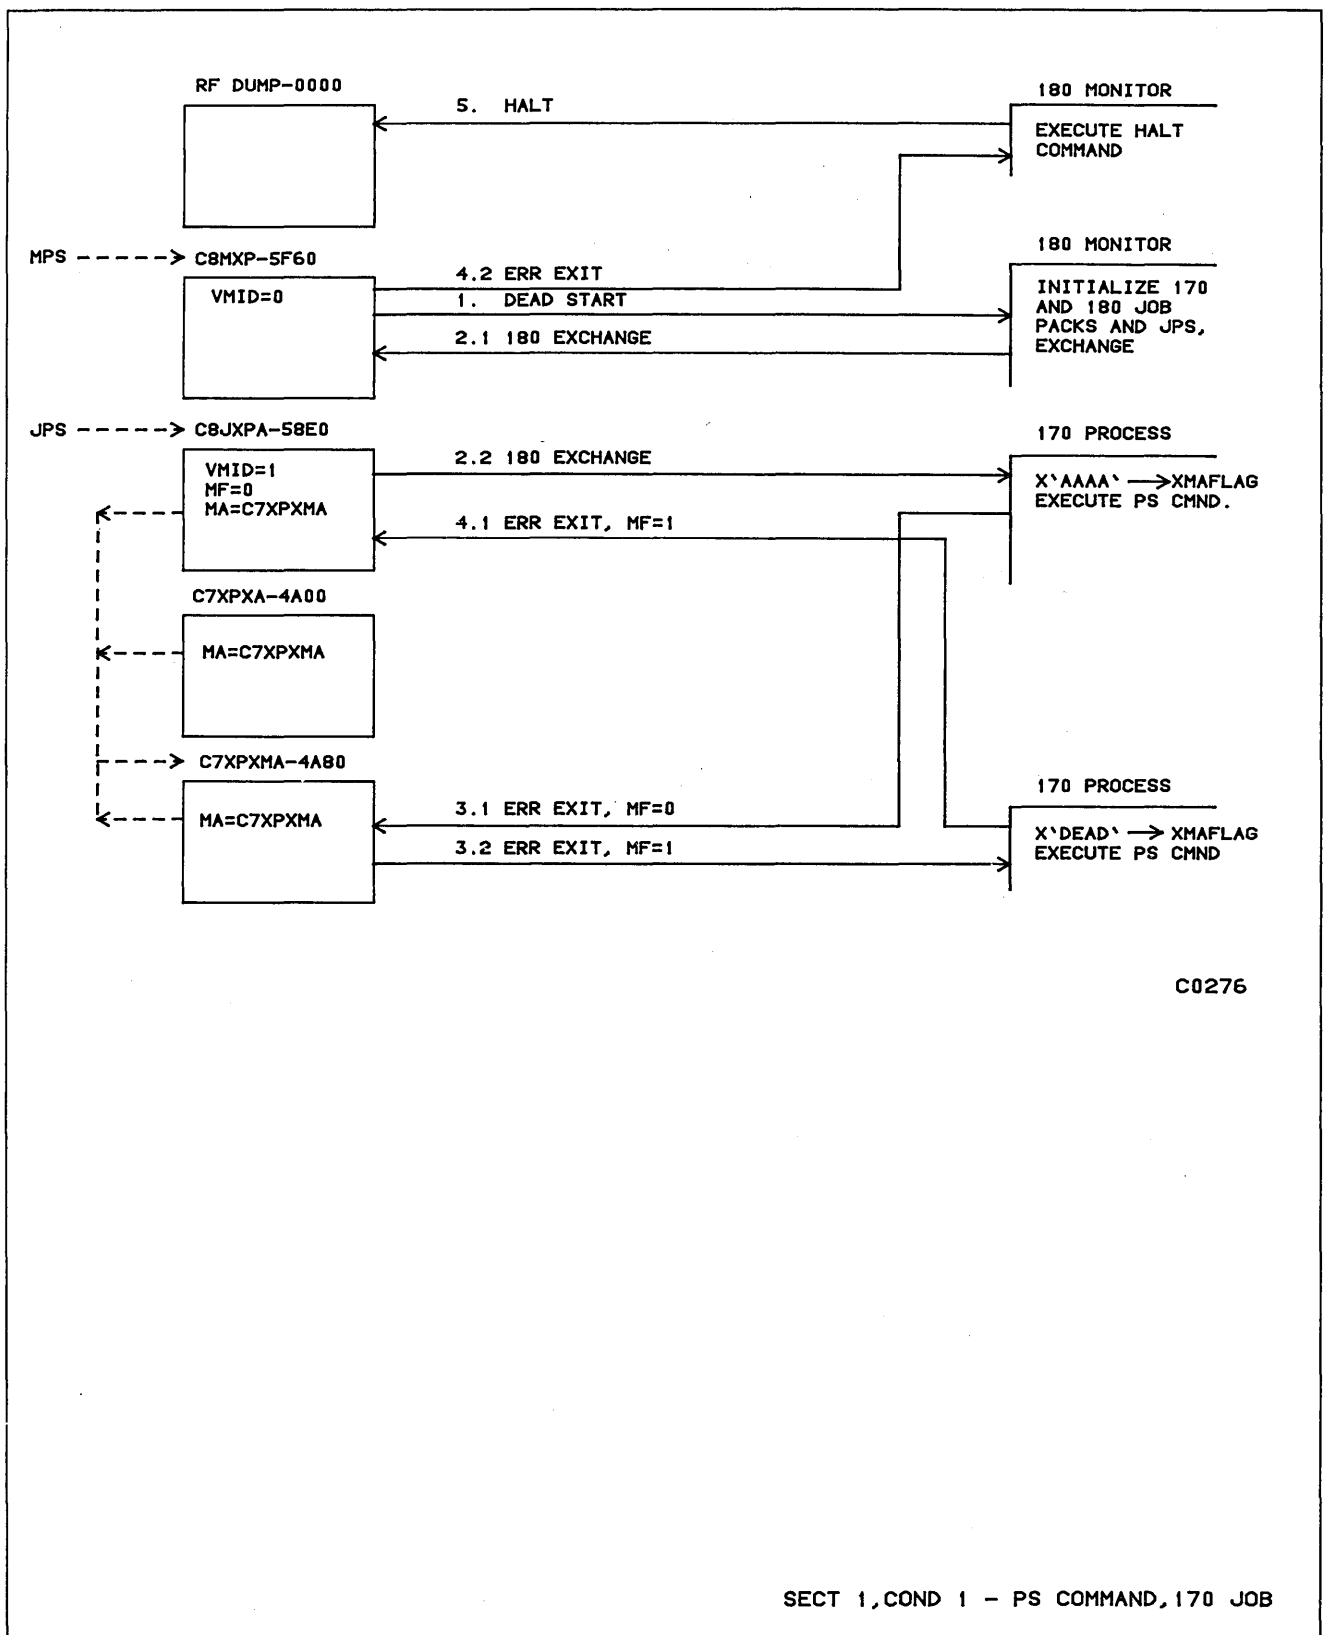 RF DUMP-0000
180 MONITOR
5. HALT
EXECUTE HALT
COMMAND
MPS -----> C8MXP-5F60
180 MONITOR
VMID=0
4.2 ERR EXIT
1. DEAD START
2.1 180 EXCHANGE
INITIALIZE 170
AND 180 JOB
PACKS AND JPS,
EXCHANGE
JPS -----> C8JXPA-58E0
170 PROCESS
VMID=1
MF=0
MA=C7XPXMA
2.2 180 EXCHANGE
4.1 ERR EXIT, MF=1
X`AAAA` → XMAFLAG
EXECUTE PS CMND.
C7XPXA-4A00
MA=C7XPXMA
C7XPXMA-4A80
170 PROCESS
MA=C7XPXMA
3.1 ERR EXIT, MF=0
3.2 ERR EXIT, MF=1
X`DEAD` → XMAFLAG
EXECUTE PS CMND
C0276
SECT 1,COND 1 - PS COMMAND,170 JOB